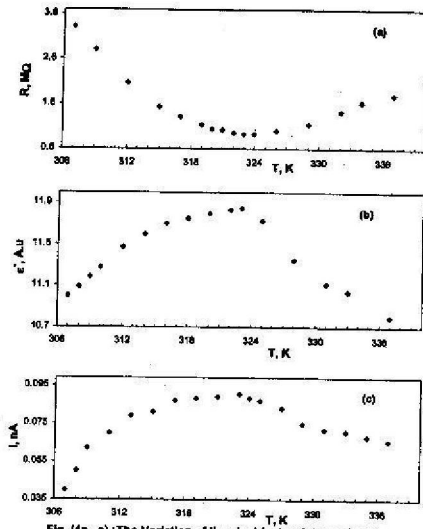 3.6
(a)
R, MΩ
2.6
1.6
0.6
306 312 318 324 330 336
T, K
11.9
(b)
ε', A.u
11.5
11.1
10.7
306 312 318 324 330 336
T, K
0.095
(c)
I, nA
0.075
0.055
0.035
306 312 318 324 330 336
T, K
The Variation of the